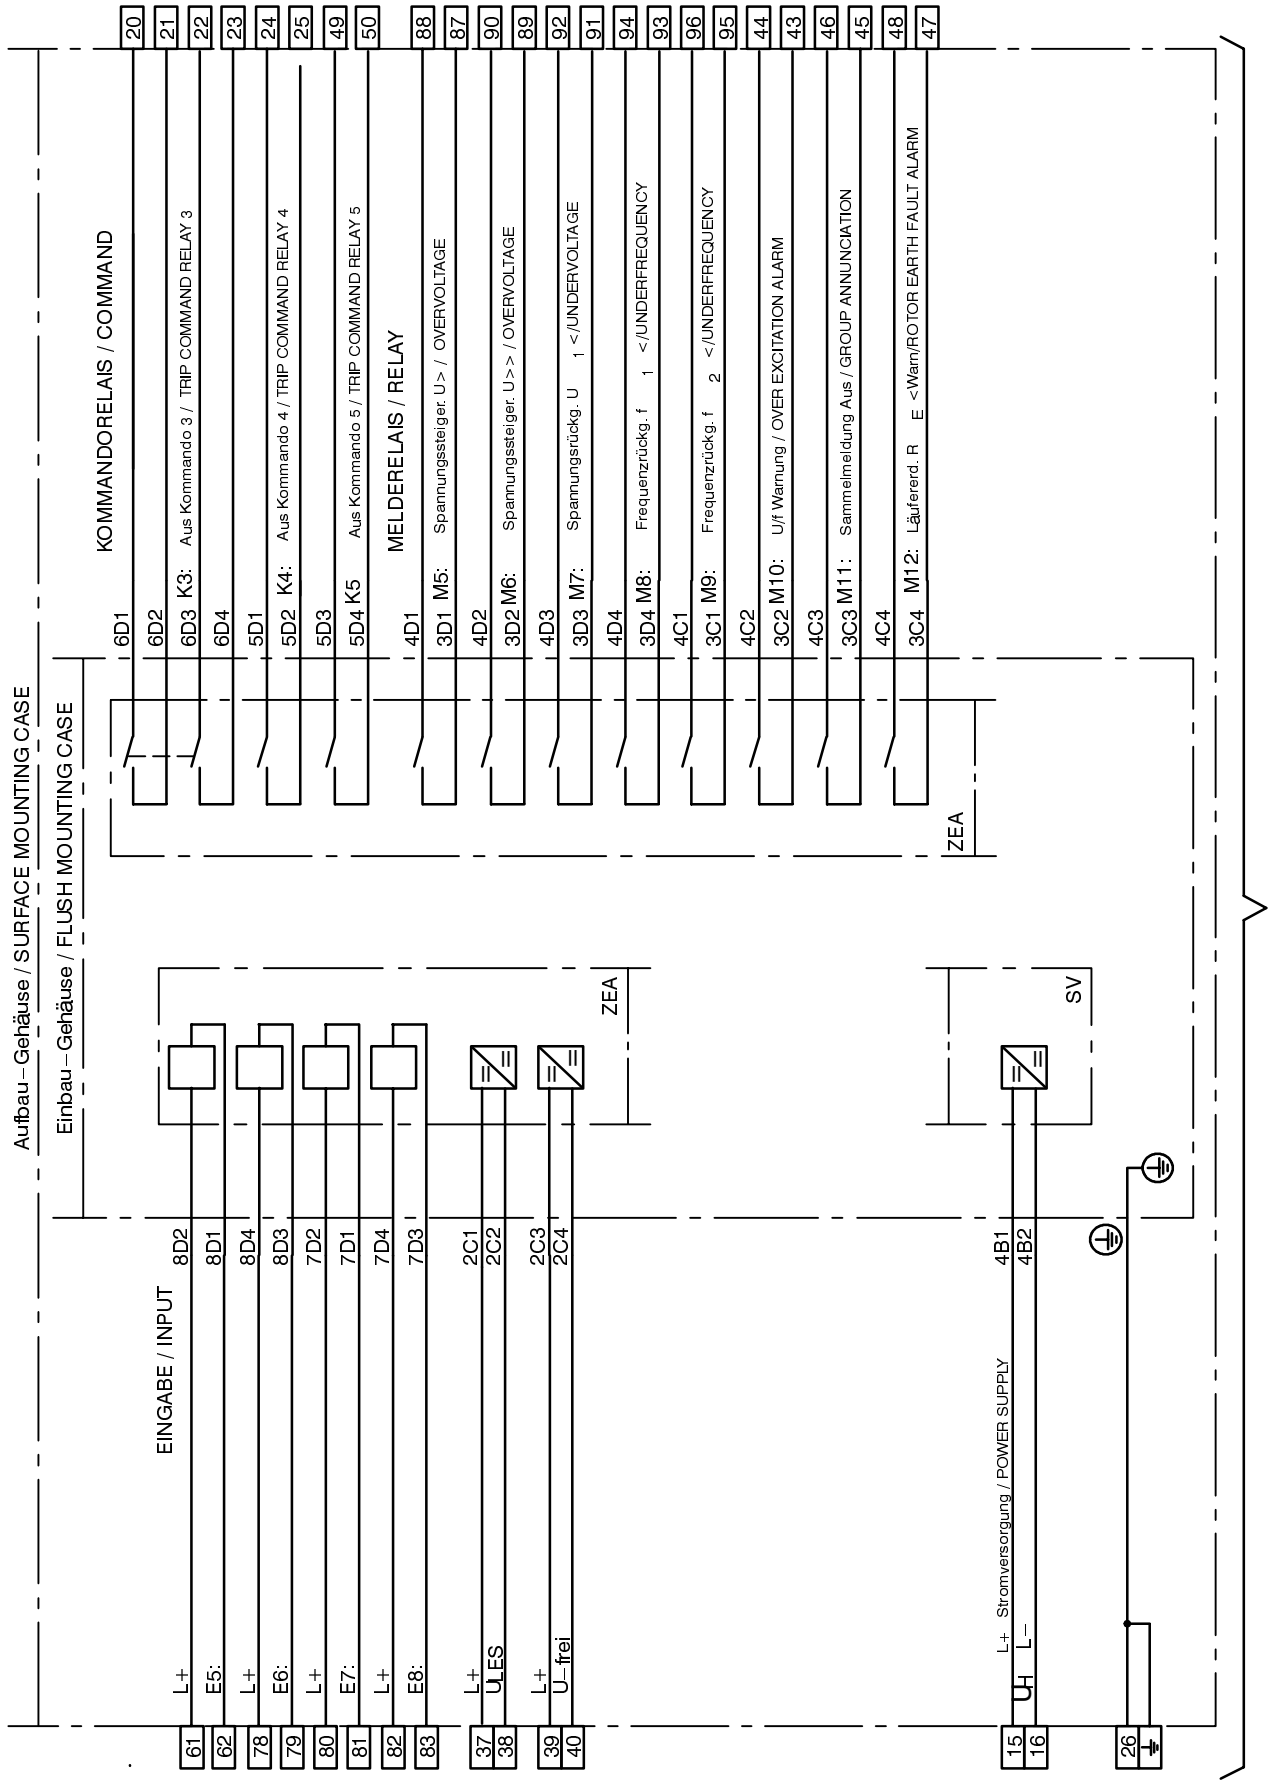 Aufbau–Gehäuse / SURFACE MOUNTING CASE
Einbau–Gehäuse / FLUSH MOUNTING CASE
KOMMANDORELAIS / COMMAND
6D1 20
6D2 21
K3: Aus Kommando 3 / TRIP COMMAND RELAY 3
6D3 22
6D4 23
5D1 24
K4: Aus Kommando 4 / TRIP COMMAND RELAY 4
5D2 25
5D3 49
K5 Aus Kommando 5 / TRIP COMMAND RELAY 5
5D4 50
MELDERELAIS / RELAY
4D1 88
M5: Spannungssteiger. U> / OVERVOLTAGE
3D1 87
4D2 90
M6: Spannungssteiger. U>> / OVERVOLTAGE
3D2 89
4D3 92
M7: Spannungsrückg. U 1 </UNDERVOLTAGE
3D3 91
4D4 94
M8: Frequenzrückg. f 1 </UNDERFREQUENCY
3D4 93
4C1 96
M9: Frequenzrückg. f 2 </UNDERFREQUENCY
3C1 95
4C2 44
M10: U/f Warnung / OVER EXCITATION ALARM
3C2 43
4C3 46
M11: Sammelmeldung Aus / GROUP ANNUNCIATION
3C3 45
4C4 48
M12: Läufererd. R E <Warn/ROTOR EARTH FAULT ALARM
3C4 47
ZEA
EINGABE / INPUT
61 L+ 8D2
62 E5: 8D1
78 L+ 8D4
79 E6: 8D3
80 L+ 7D2
81 E7: 7D1
82 L+ 7D4
83 E8: 7D3
37 L+ 2C1
38 ULES 2C2
39 L+ 2C3
40 U–frei 2C4
ZEA
15 L+ Stromversorgung / POWER SUPPLY 4B1
UH
16 L– 4B2
SV
26